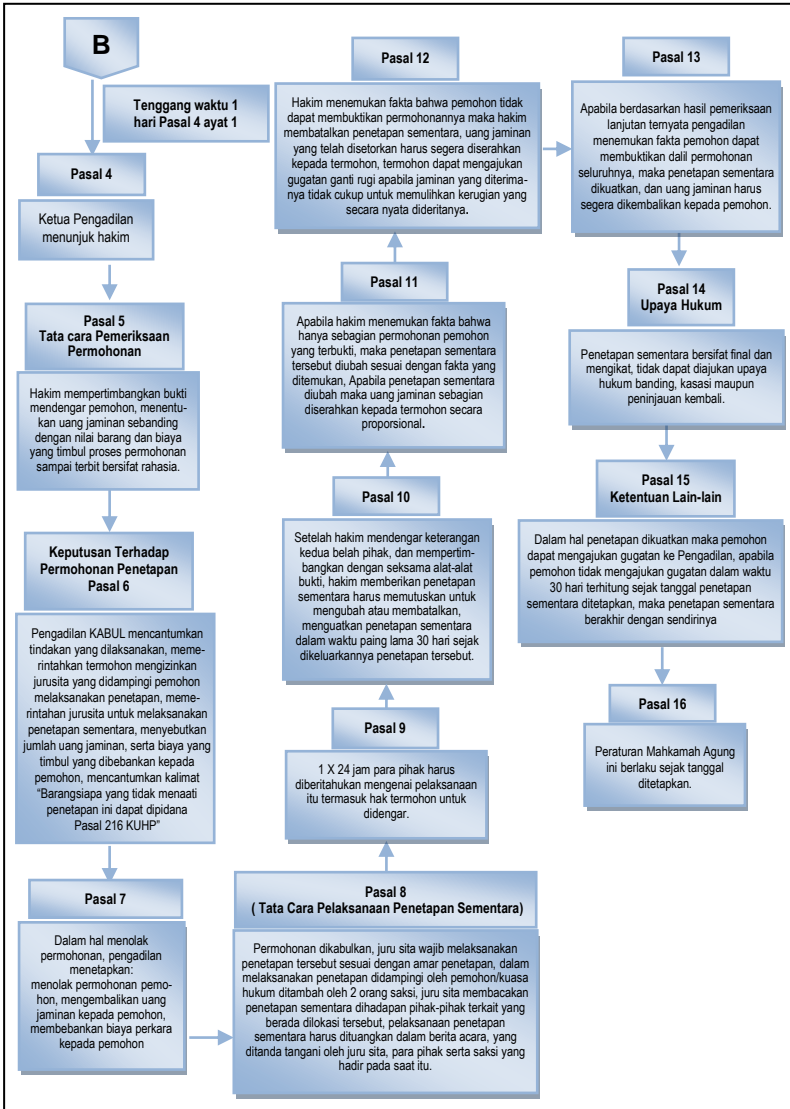 B
Tenggang waktu 1
hari Pasal 4 ayat 1
Pasal 4
Ketua Pengadilan
menunjuk hakim
Pasal 5
Tata cara Pemeriksaan
Permohonan
Hakim mempertimbangkan bukti
mendengar pemohon, menentu-
kan uang jaminan sebanding
dengan nilai barang dan biaya
yang timbul proses permohonan
sampai terbit bersifat rahasia.
Keputusan Terhadap
Permohonan Penetapan
Pasal 6
Pengadilan KABUL mencantumkan
tindakan yang dilaksanakan, meme-
rintahkan termohon mengizinkan
jurusita yang didampingi pemohon
melaksanakan penetapan, meme-
rintahan jurusita untuk melaksanakan
penetapan sementara, menyebutkan
jumlah uang jaminan, serta biaya yang
timbul yang dibebankan kepada
pemohon, mencantumkan kalimat
“Barangsiapa yang tidak menaati
penetapan ini dapat dipidana
Pasal 216 KUHP”
Pasal 7
Dalam hal menolak
permohonan, pengadilan
menetapkan:
menolak permohonan pemo-
hon, mengembalikan uang
jaminan kepada pemohon,
membebankan biaya perkara
kepada pemohon
Pasal 8
( Tata Cara Pelaksanaan Penetapan Sementara)
Permohonan dikabulkan, juru sita wajib melaksanakan
penetapan tersebut sesuai dengan amar penetapan, dalam
melaksanakan penetapan didampingi oleh pemohon/kuasa
hukum ditambah oleh 2 orang saksi, juru sita membacakan
penetapan sementara dihadapan pihak-pihak terkait yang
berada dilokasi tersebut, pelaksanaan penetapan
sementara harus dituangkan dalam berita acara, yang
ditanda tangani oleh juru sita, para pihak serta saksi yang
hadir pada saat itu.
Pasal 9
1 X 24 jam para pihak harus
diberitahukan mengenai pelaksanaan
itu termasuk hak termohon untuk
didengar.
Pasal 10
Setelah hakim mendengar keterangan
kedua belah pihak, dan mempertim-
bangkan dengan seksama alat-alat
bukti, hakim memberikan penetapan
sementara harus memutuskan untuk
mengubah atau membatalkan,
menguatkan penetapan sementara
dalam waktu paing lama 30 hari sejak
dikeluarkannya penetapan tersebut.
Pasal 11
Apabila hakim menemukan fakta bahwa
hanya sebagian permohonan pemohon
yang terbukti, maka penetapan sementara
tersebut diubah sesuai dengan fakta yang
ditemukan, Apabila penetapan sementara
diubah maka uang jaminan sebagian
diserahkan kepada termohon secara
proporsional.
Pasal 12
Hakim menemukan fakta bahwa pemohon tidak
dapat membuktikan permohonannya maka hakim
membatalkan penetapan sementara, uang jaminan
yang telah disetorkan harus segera diserahkan
kepada termohon, termohon dapat mengajukan
gugatan ganti rugi apabila jaminan yang diterima-
nya tidak cukup untuk memulihkan kerugian yang
secara nyata dideritanya.
Pasal 13
Apabila berdasarkan hasil pemeriksaan
lanjutan ternyata pengadilan
menemukan fakta pemohon dapat
membuktikan dalil permohonan
seluruhnya, maka penetapan sementara
dikuatkan, dan uang jaminan harus
segera dikembalikan kepada pemohon.
Pasal 14
Upaya Hukum
Penetapan sementara bersifat final dan
mengikat, tidak dapat diajukan upaya
hukum banding, kasasi maupun
peninjauan kembali.
Pasal 15
Ketentuan Lain-lain
Dalam hal penetapan dikuatkan maka pemohon
dapat mengajukan gugatan ke Pengadilan, apabila
pemohon tidak mengajukan gugatan dalam waktu
30 hari terhitung sejak tanggal penetapan
sementara ditetapkan, maka penetapan sementara
berakhir dengan sendirinya
Pasal 16
Peraturan Mahkamah Agung
ini berlaku sejak tanggal
ditetapkan.